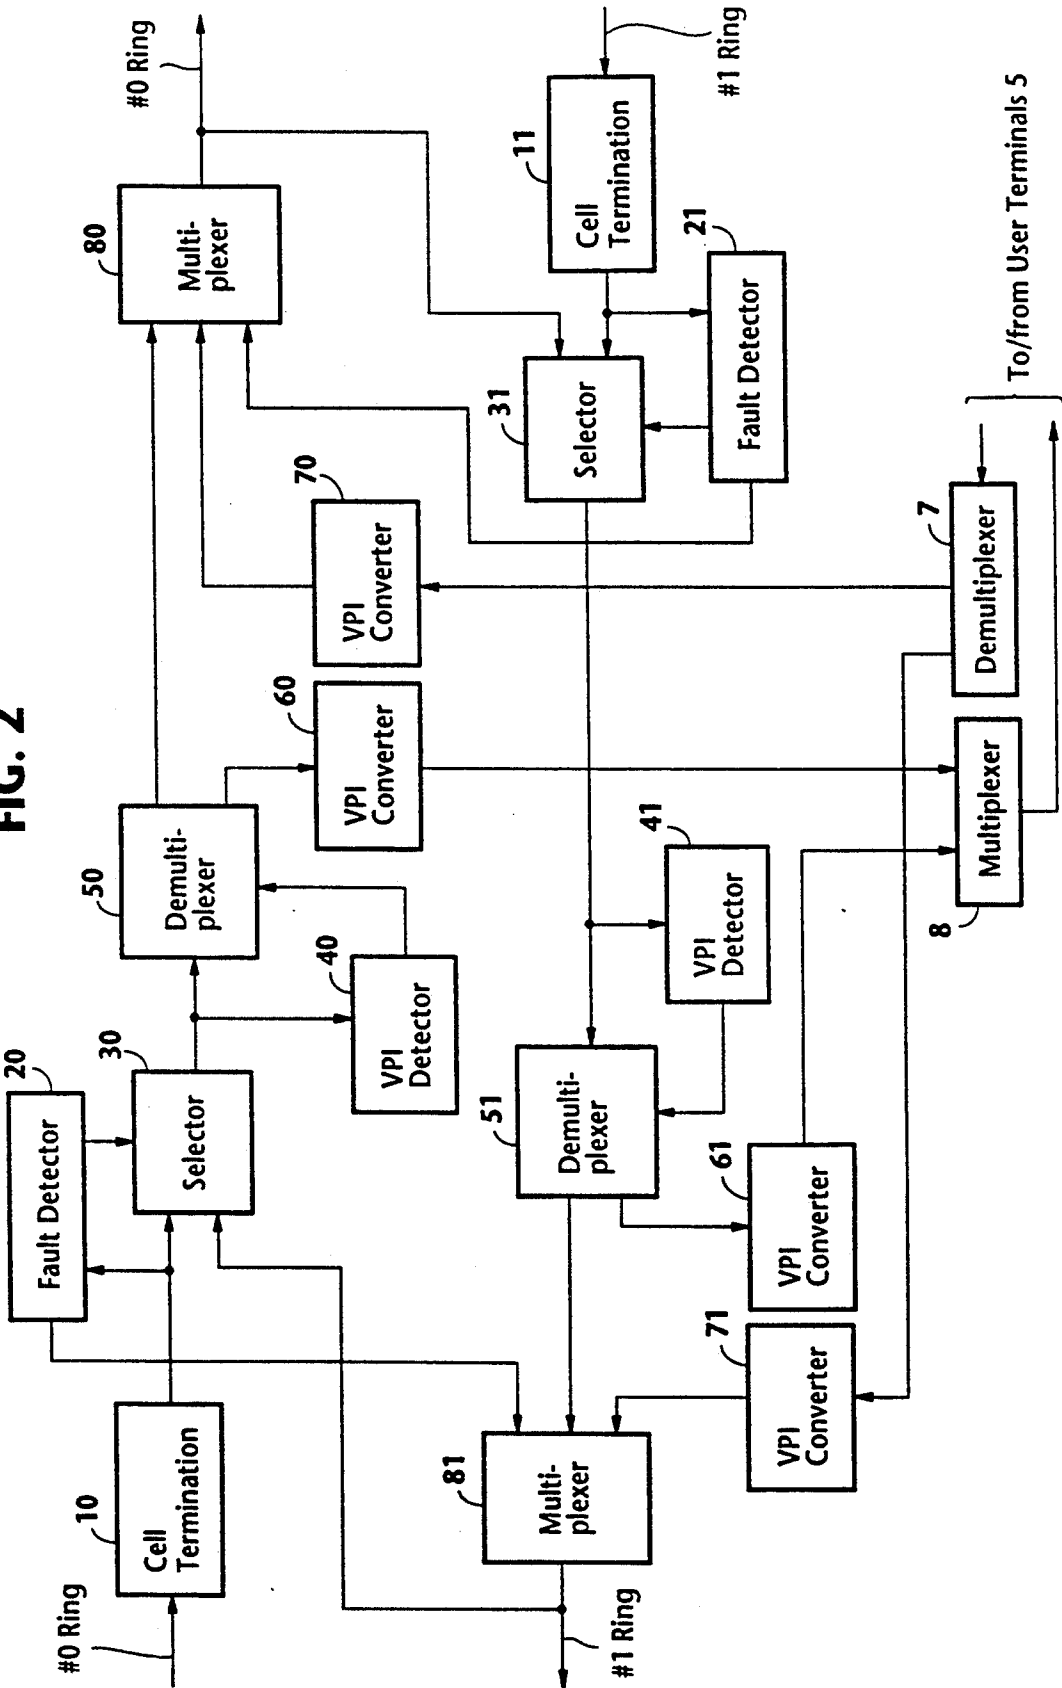 FIG. 2
#0 Ring
10
Cell
Termination
20
Fault Detector
30
Selector
40
VPI
Detector
50
Demulti-
plexer
60
VPI
Converter
70
VPI
Converter
80
Multi-
plexer
#0 Ring
#1 Ring
81
Multi-
plexer
71
VPI
Converter
61
VPI
Converter
51
Demulti-
plexer
41
VPI
Detector
31
Selector
21
Fault Detector
11
Cell
Termination
#1 Ring
8
Multiplexer
7
Demultiplexer
To/from User Terminals 5